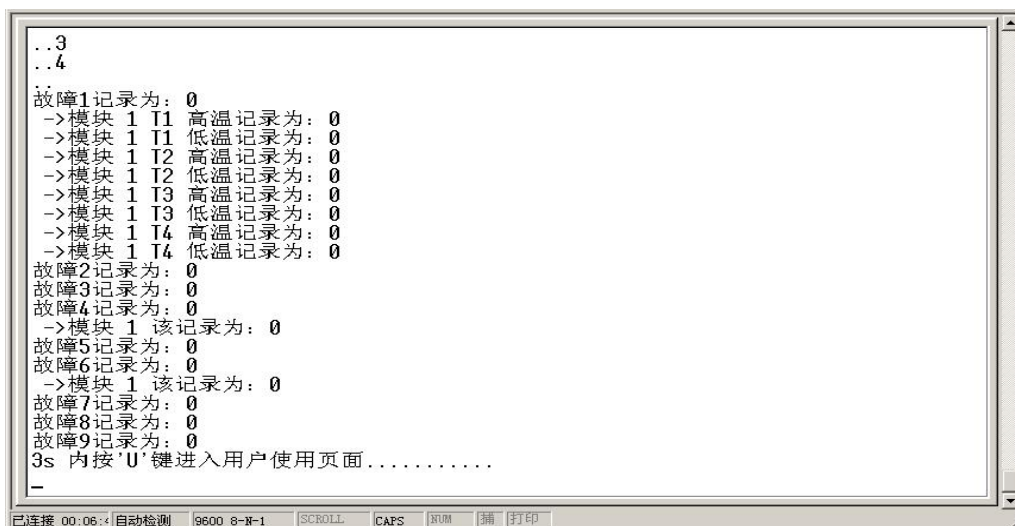 ..3
..4
..
故障1记录为: 0
->模块 1 T1 高温记录为: 0
->模块 1 T1 低温记录为: 0
->模块 1 T2 高温记录为: 0
->模块 1 T2 低温记录为: 0
->模块 1 T3 高温记录为: 0
->模块 1 T3 低温记录为: 0
->模块 1 T4 高温记录为: 0
->模块 1 T4 低温记录为: 0
故障2记录为: 0
故障3记录为: 0
故障4记录为: 0
->模块 1 该记录为: 0
故障5记录为: 0
故障6记录为: 0
->模块 1 该记录为: 0
故障7记录为: 0
故障8记录为: 0
故障9记录为: 0
3s 内按'U'键进入用户使用页面...........
_
已连接 00:06: 自动检测 9600 8-N-1 SCROLL CAPS NUM 捕 打印